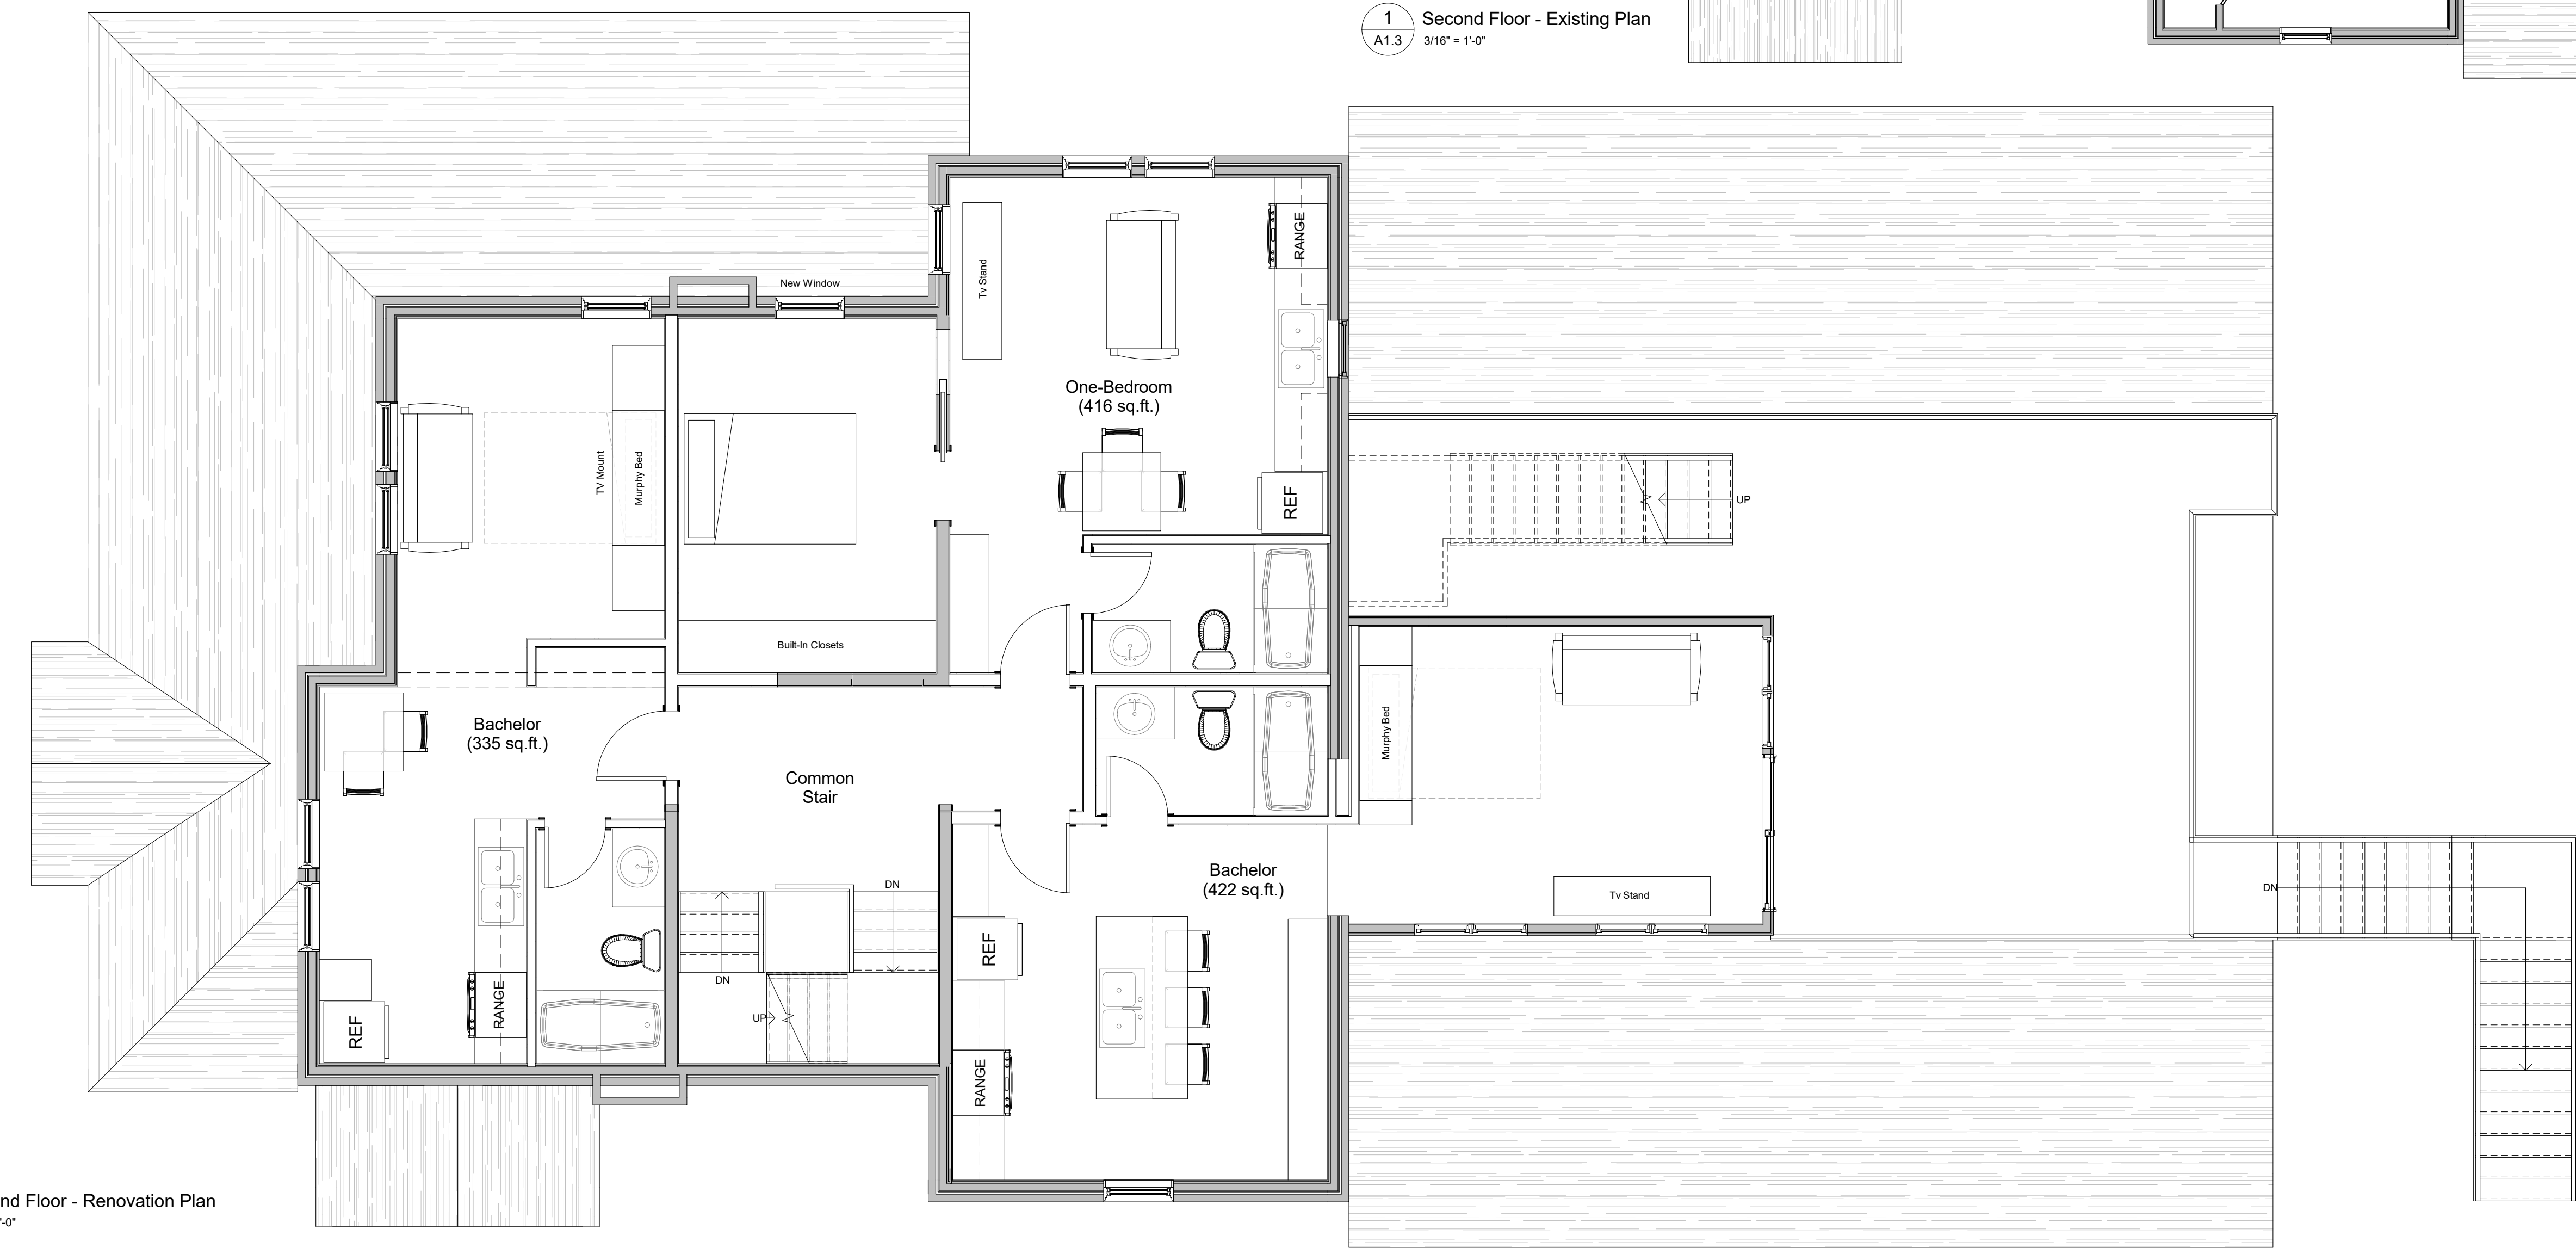 1
A1.3
Second Floor - Existing Plan
3/16" = 1'-0"
New Window
Tv Stand
RANGE
One-Bedroom
(416 sq.ft.)
TV Mount
Murphy Bed
REF
UP
Built-In Closets
Bachelor
(335 sq.ft.)
Murphy Bed
Common
Stair
Bachelor
(422 sq.ft.)
DN
DN
Tv Stand
DN
REF
DN
RANGE
REF
UP
RANGE
nd Floor - Renovation Plan
'-0"